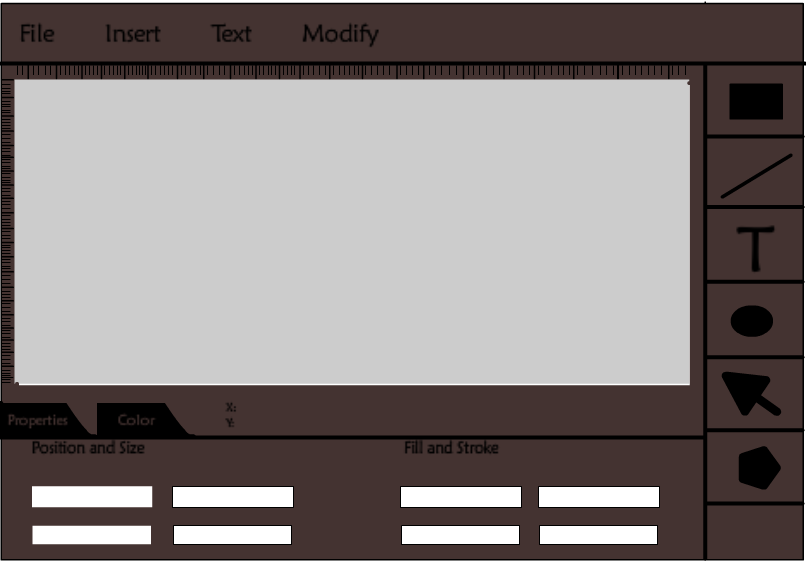 File Insert Text Modify
T
Properties Color
X:
Y:
Position and Size Fill and Stroke